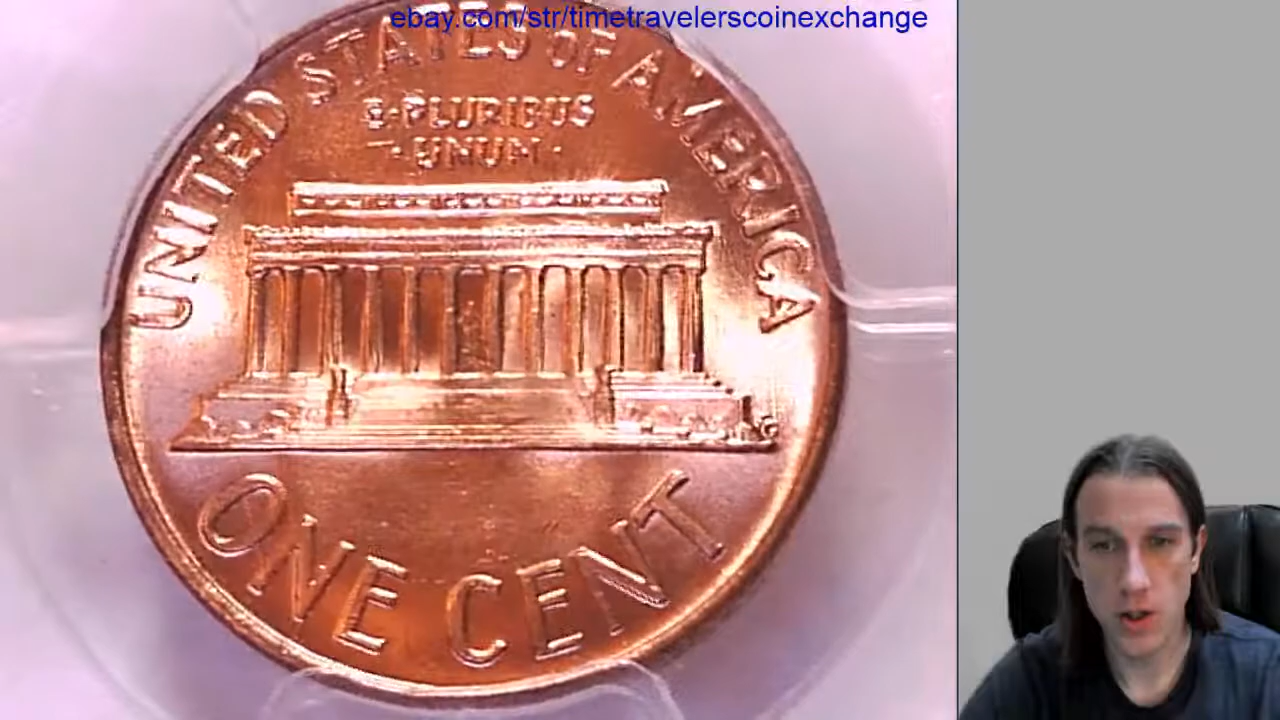 ebay.com/str/timetravelerscoinexchange
UNITED STATES OF AMERICA
E·PLURIBUS
·UNUM·
ONE CENT